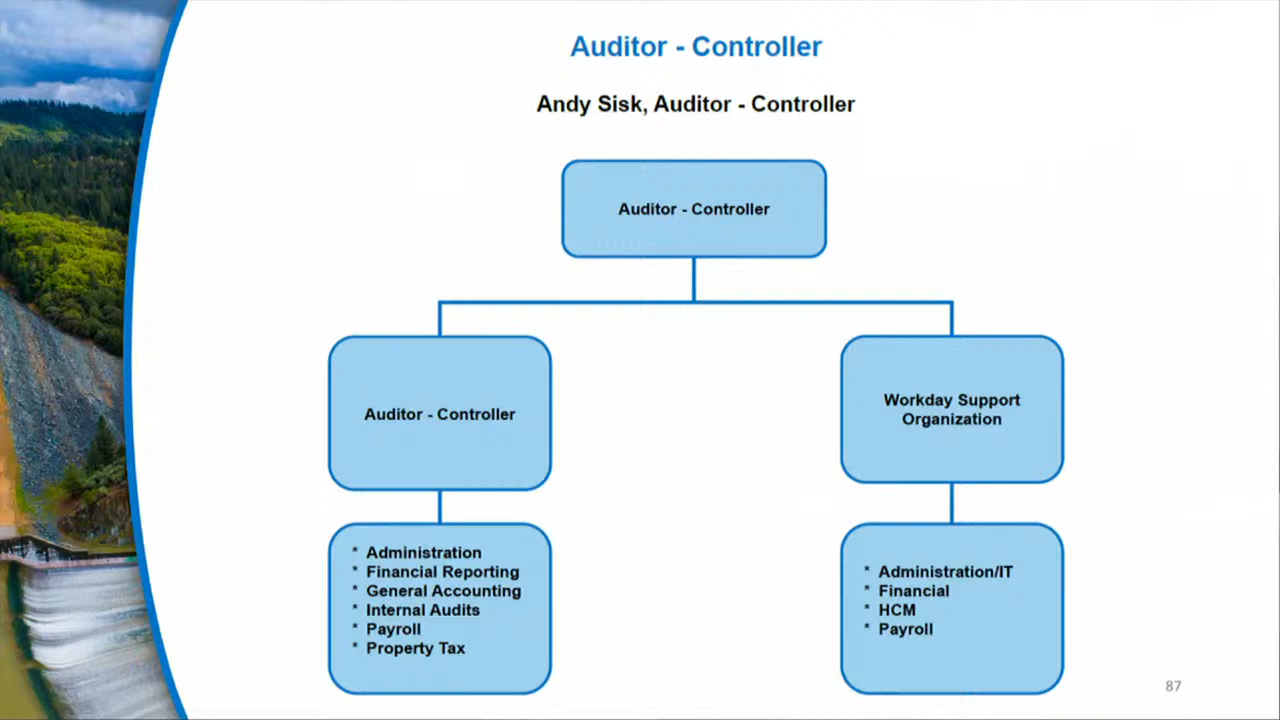 Auditor - Controller
Andy Sisk, Auditor - Controller
Auditor - Controller
Auditor - Controller
Workday Support
Organization
* Administration
* Financial Reporting
* General Accounting
* Internal Audits
* Payroll
* Property Tax
* Administration/IT
* Financial
* HCM
* Payroll
87